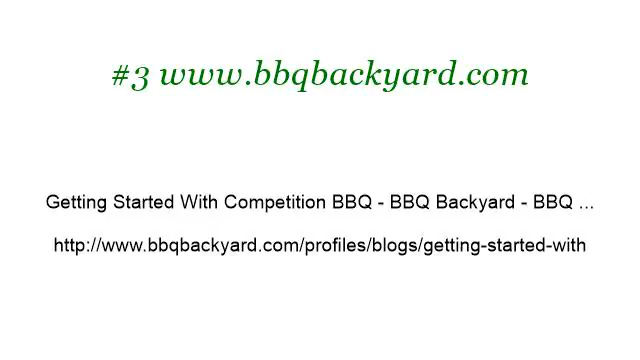 #3 www.bbqbackyard.com
Getting Started With Competition BBQ - BBQ Backyard - BBQ ...
http://www.bbqbackyard.com/profiles/blogs/getting-started-with